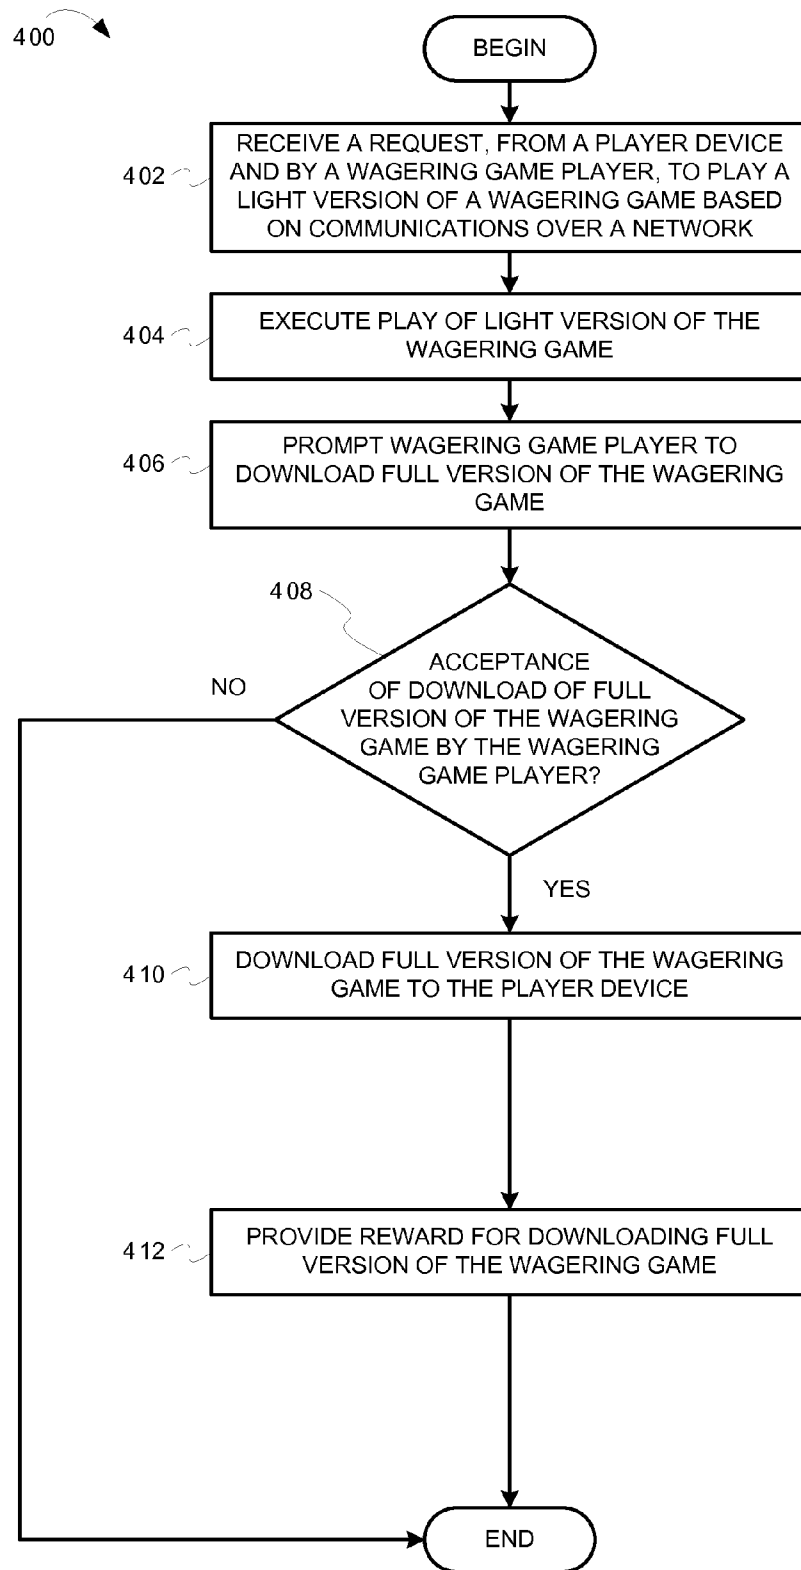 400
BEGIN
402
RECEIVE A REQUEST, FROM A PLAYER DEVICE
AND BY A WAGERING GAME PLAYER, TO PLAY A
LIGHT VERSION OF A WAGERING GAME BASED
ON COMMUNICATIONS OVER A NETWORK
404
EXECUTE PLAY OF LIGHT VERSION OF THE
WAGERING GAME
406
PROMPT WAGERING GAME PLAYER TO
DOWNLOAD FULL VERSION OF THE WAGERING
GAME
408
ACCEPTANCE
OF DOWNLOAD OF FULL
VERSION OF THE WAGERING
GAME BY THE WAGERING
GAME PLAYER?
NO
YES
410
DOWNLOAD FULL VERSION OF THE WAGERING
GAME TO THE PLAYER DEVICE
412
PROVIDE REWARD FOR DOWNLOADING FULL
VERSION OF THE WAGERING GAME
END